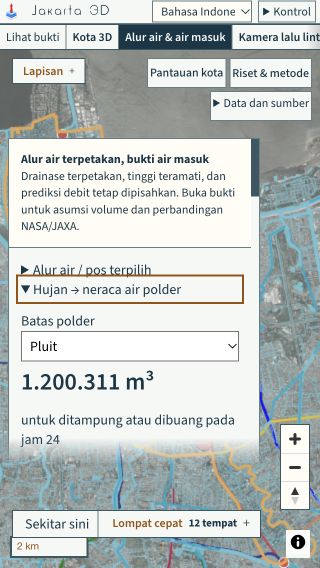 Jakarta 3D
Bahasa Indone
▶ Kontrol
Lihat bukti
Kota 3D
Alur air & air masuk
Kamera lalu lint
Lapisan +
Pantauan kota
Riset & metode
▶ Data dan sumber
Alur air terpetakan, bukti air masuk
Drainase terpetakan, tinggi teramati, dan
prediksi debit tetap dipisahkan. Buka bukti
untuk asumsi volume dan perbandingan
NASA/JAXA.
▶ Alur air / pos terpilih
▼ Hujan → neraca air polder
Batas polder
Pluit
1.200.311 m³
untuk ditampung atau dibuang pada
jam 24
Sekitar sini
Lompat cepat 12 tempat +
2 km